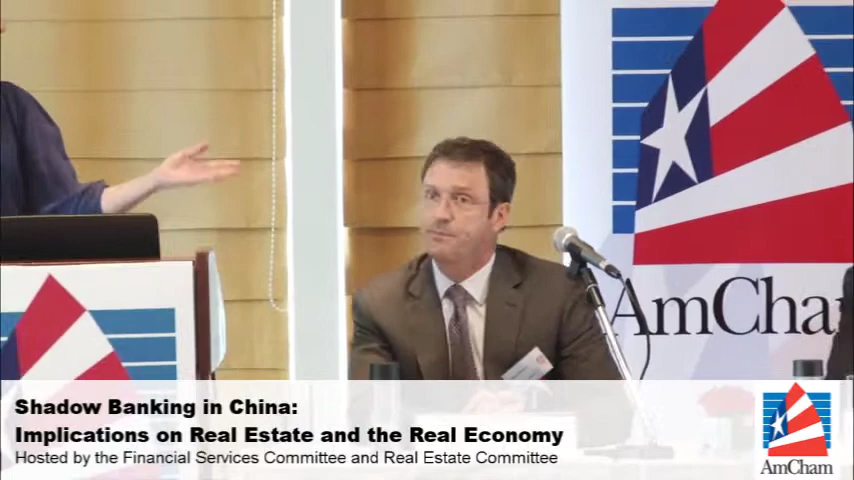 AmCham
Shadow Banking in China:
Implications on Real Estate and the Real Economy
Hosted by the Financial Services Committee and Real Estate Committee
AmCham